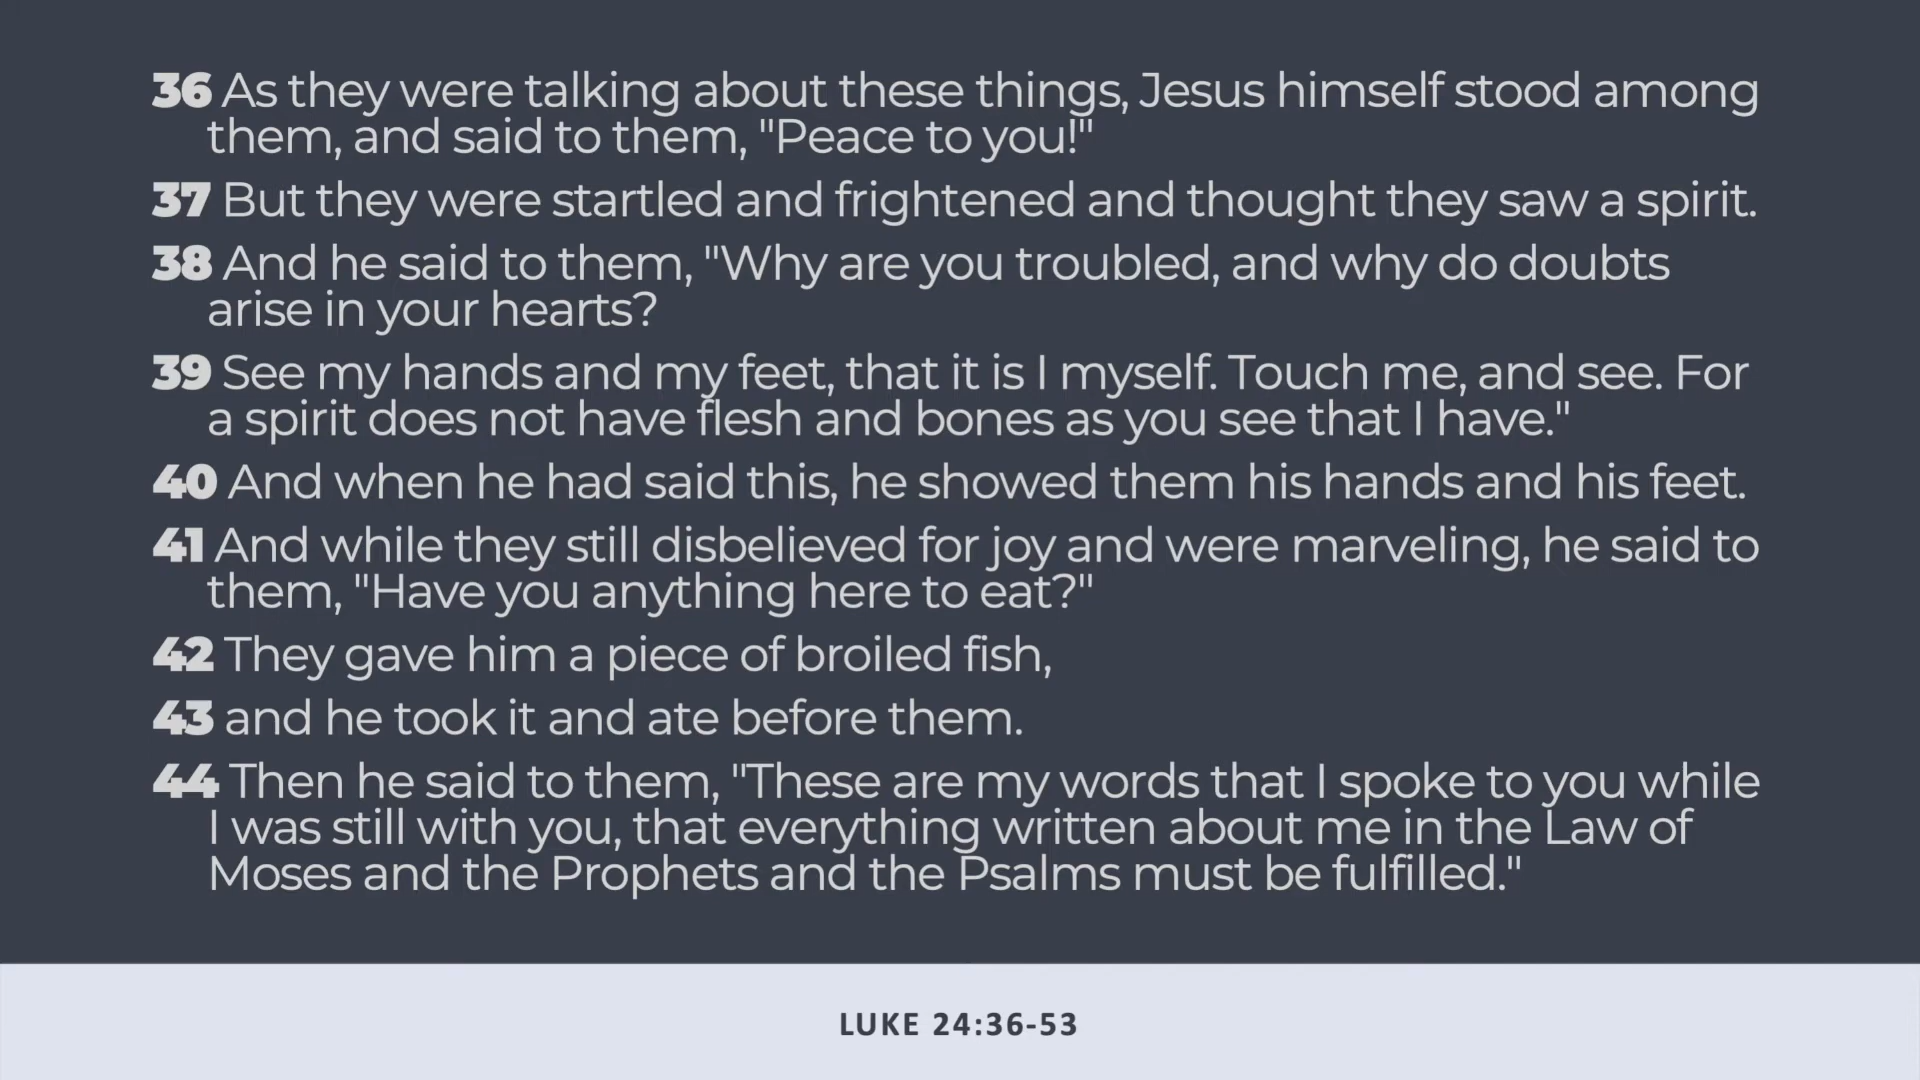 36 As they were talking about these things, Jesus himself stood among
them, and said to them, "Peace to you!"
37 But they were startled and frightened and thought they saw a spirit.
38 And he said to them, "Why are you troubled, and why do doubts
arise in your hearts?
39 See my hands and my feet, that it is I myself. Touch me, and see. For
a spirit does not have flesh and bones as you see that I have."
40 And when he had said this, he showed them his hands and his feet.
41 And while they still disbelieved for joy and were marveling, he said to
them, "Have you anything here to eat?"
42 They gave him a piece of broiled fish,
43 and he took it and ate before them.
44 Then he said to them, "These are my words that I spoke to you while
I was still with you, that everything written about me in the Law of
Moses and the Prophets and the Psalms must be fulfilled."
LUKE 24:36-53